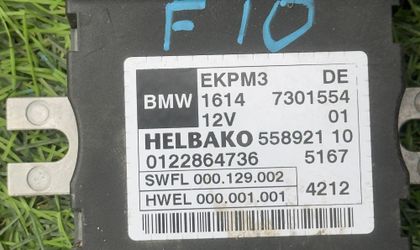 F10
EKPM3 DE
BMW 1614 7301554
12V 01
HELBAKO 558921 10
0122864736 5167
SWFL 000.129.002
HWEL 000.001.001 4212